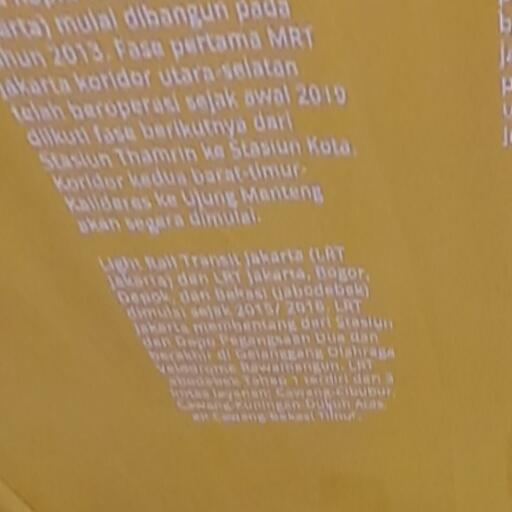 arta) mulai dibangun pada
hun 2013. Fase pertama MRT
Jakarta koridor utara-selatan
telah beroperasi sejak awal 2019
diikuti fase berikutnya dari
Stasiun Thamrin ke Stasiun Kota.
Koridor kedua barat-timur,
Kalideres ke Ujung Menteng
akan segera dimulai.
Light Rail Transit Jakarta (LRT
Jakarta) dan LRT Jakarta, Bogor,
Depok, dan Bekasi (Jabodebek)
dimulai sejak 2015/ 2016. LRT
Jakarta membentang dari Stasiun
dan Depo Pegangsaan Dua dan
berakhir di Gelanggang Olahraga
Velodrome Rawamangun. LRT
Jabodebek Tahap 1 terdiri dari 3
lintas layanan: Cawang-Cibubur,
Cawang-Kuningan-Dukuh Atas,
Cawang-Bekasi Timur.